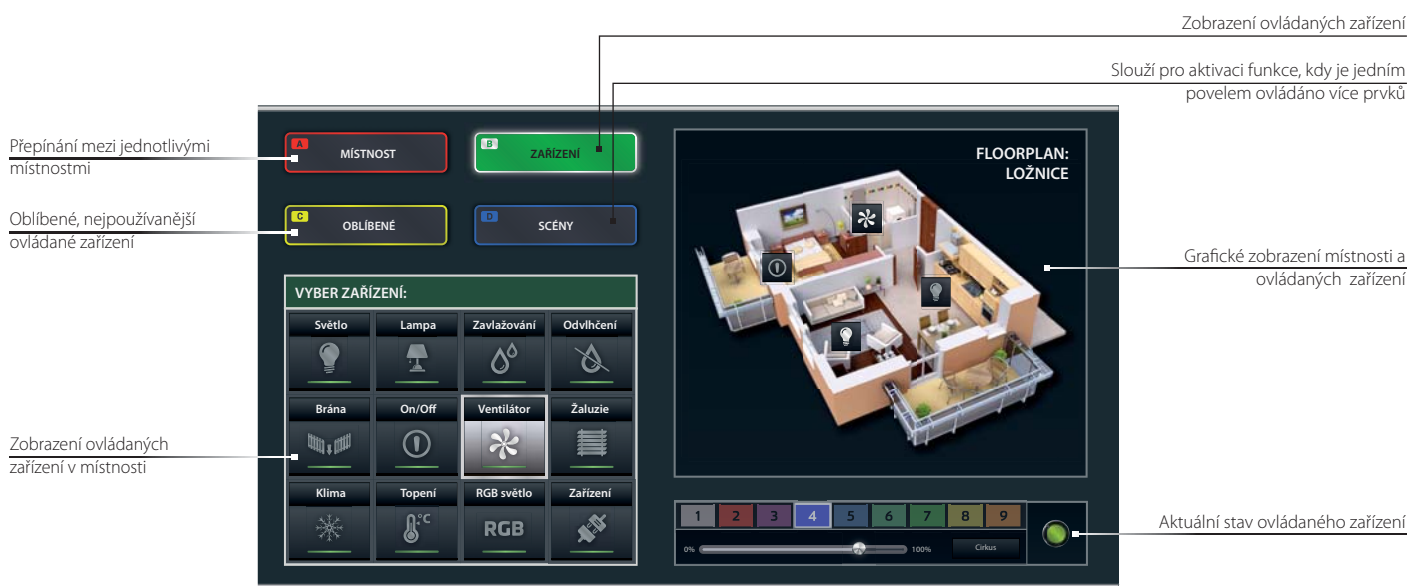 Zobrazení ovládaných zařízení
Slouží pro aktivaci funkce, kdy je jedním
povelem ovládáno více prvků
Přepínání mezi jednotlivými
místnostmi
Oblíbené, nejpoužívanější
ovládané zařízení
Zobrazení ovládaných
zařízení v místnosti
A MÍSTNOST
B ZAŘÍZENÍ
C OBLÍBENÉ
D SCÉNY
VYBER ZAŘÍZENÍ:
Světlo Lampa Zavlažování Odvlhčení
Brána On/Off Ventilátor Žaluzie
Klima Topení RGB světlo Zařízení
°C RGB
FLOORPLAN:
LOŽNICE
1 2 3 4 5 6 7 8 9
0% 100% Cirkus
Grafické zobrazení místnosti a
ovládaných zařízení
Aktuální stav ovládaného zařízení